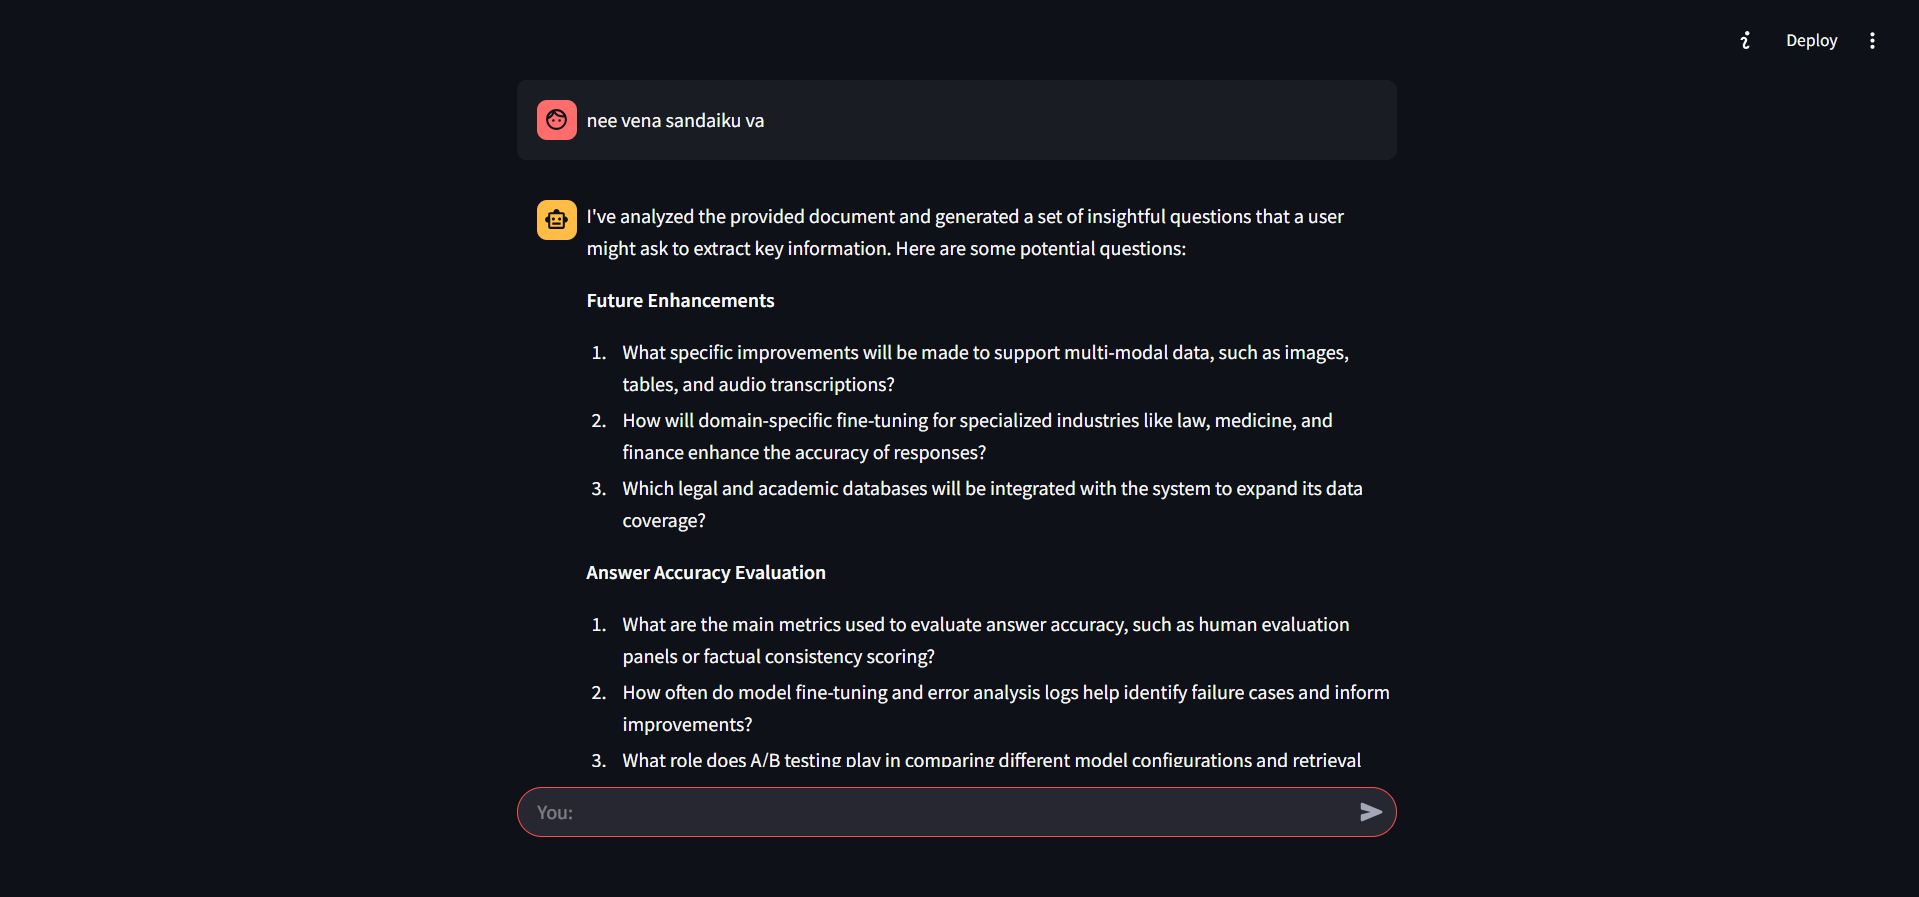 Deploy
nee vena sandaiku va
I've analyzed the provided document and generated a set of insightful questions that a user
might ask to extract key information. Here are some potential questions:
Future Enhancements
1. What specific improvements will be made to support multi-modal data, such as images,
tables, and audio transcriptions?
2. How will domain-specific fine-tuning for specialized industries like law, medicine, and
finance enhance the accuracy of responses?
3. Which legal and academic databases will be integrated with the system to expand its data
coverage?
Answer Accuracy Evaluation
1. What are the main metrics used to evaluate answer accuracy, such as human evaluation
panels or factual consistency scoring?
2. How often do model fine-tuning and error analysis logs help identify failure cases and inform
improvements?
3. What role does A/B testing play in comparing different model configurations and retrieval
You: